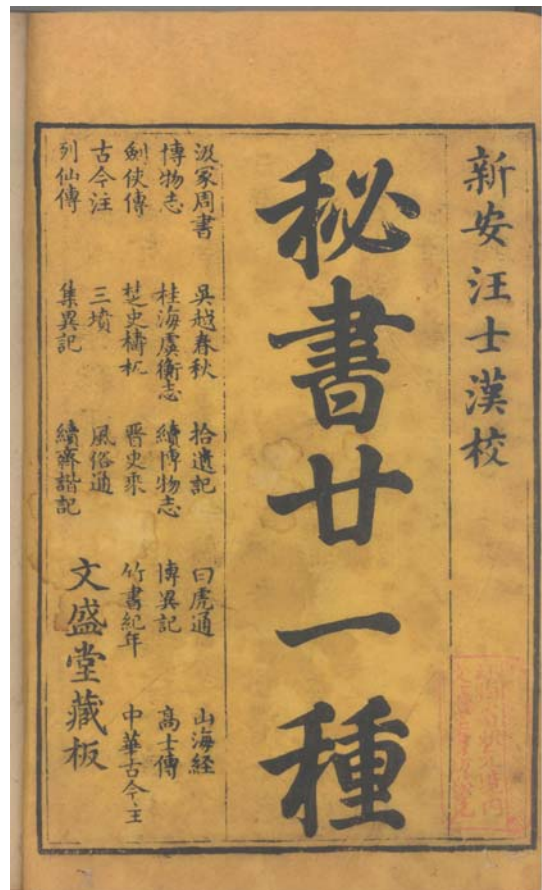 新安汪士漢校
秘書廿一種
汲冢周書　吳越春秋　拾遺記　白虎通　山海経
博物志　桂海虞衡志　續博物志　博異記　高士傳
劍俠傳　楚史檮杌　晋史乘　竹書紀年　中華古今注
古今注　三墳　風俗通
列仙傳　集異記　續齊諧記
文盛堂藏板